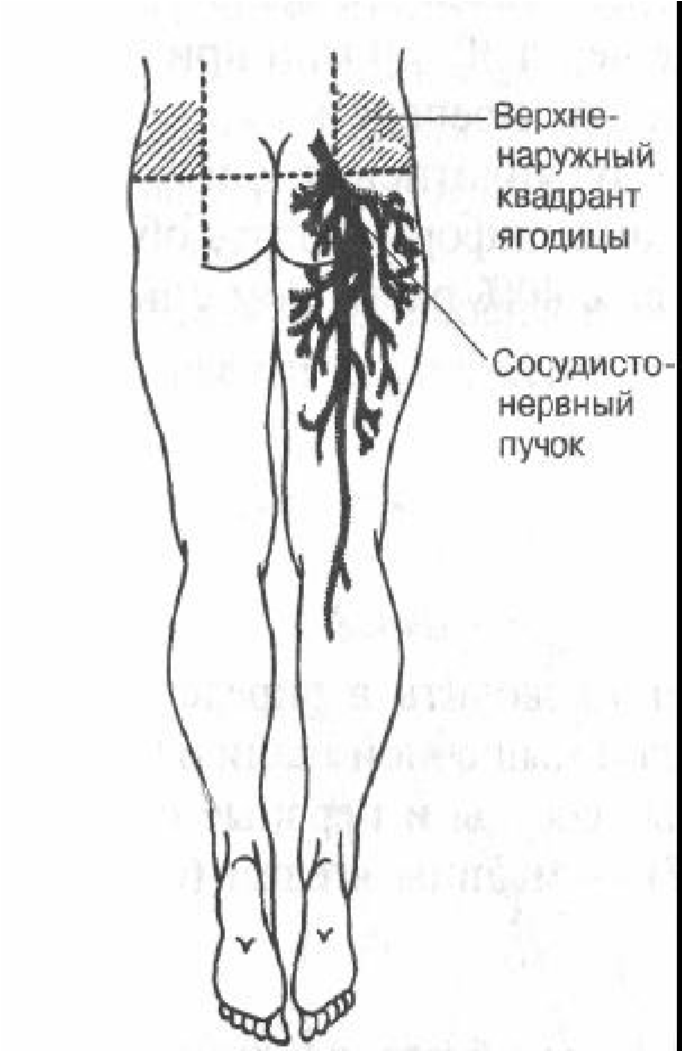 Верхне-
наружный
квадрант
ягодицы
Сосудисто-
нервный
пучок